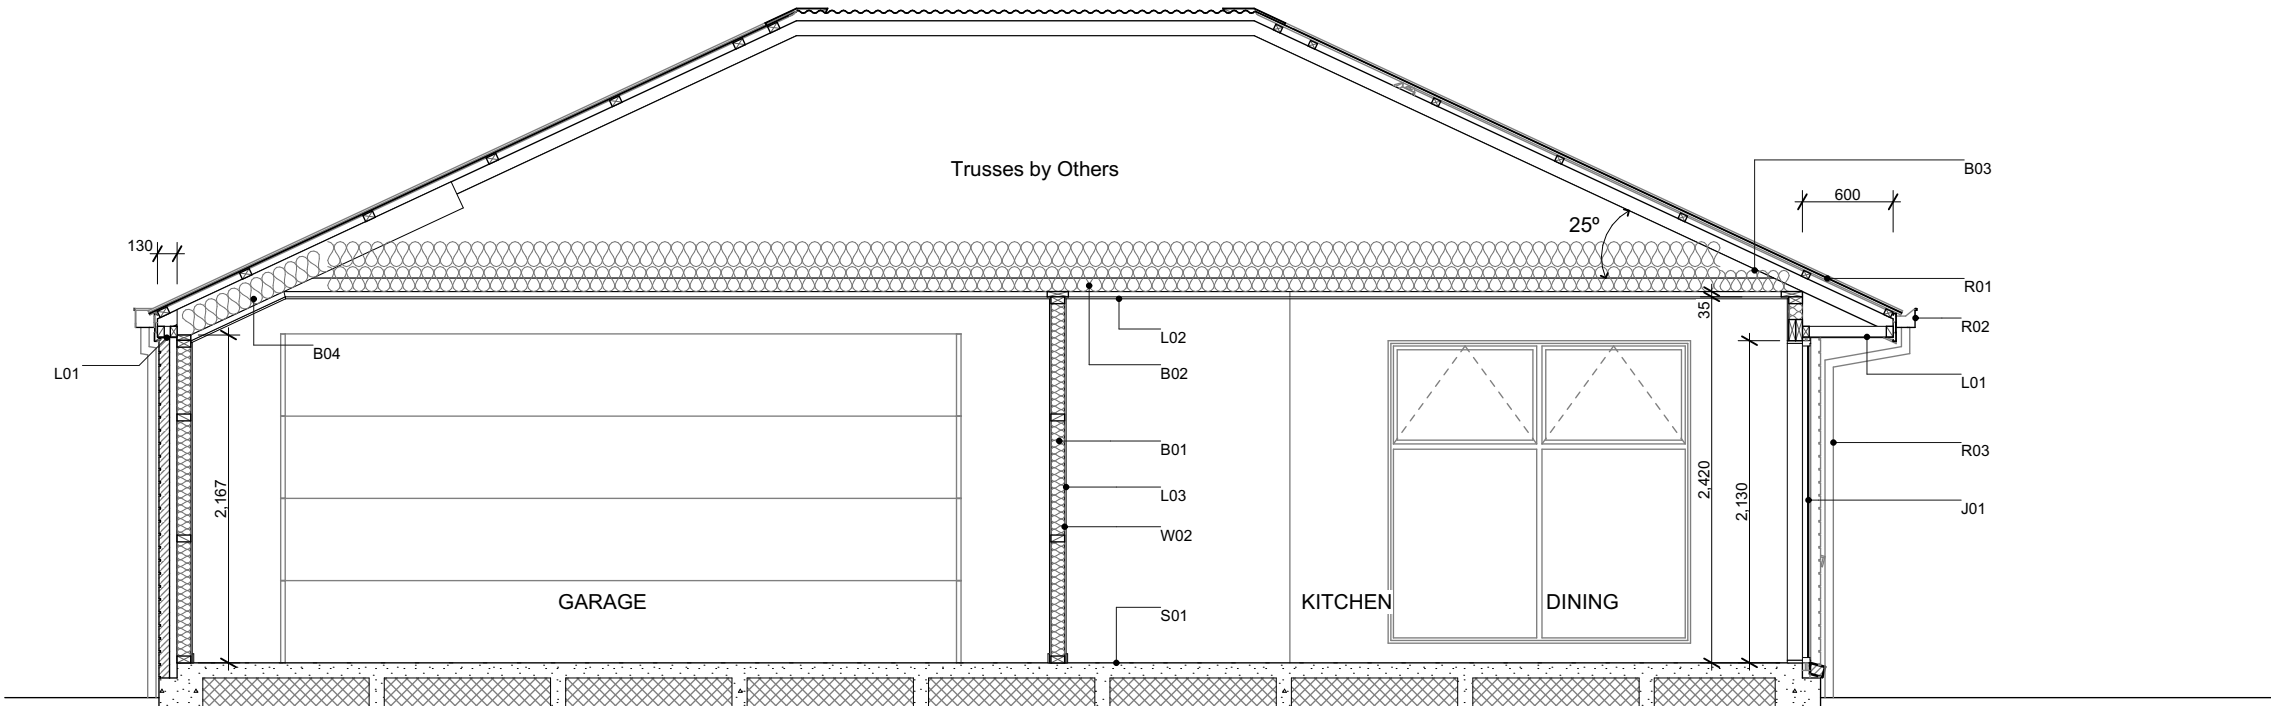 Trusses by Others
B03
600
25º
130
R01
35
R02
L02
B04
L01
B02
L01
B01
R03
2,167
2,420
2,130
L03
J01
W02
GARAGE
KITCHEN
DINING
S01